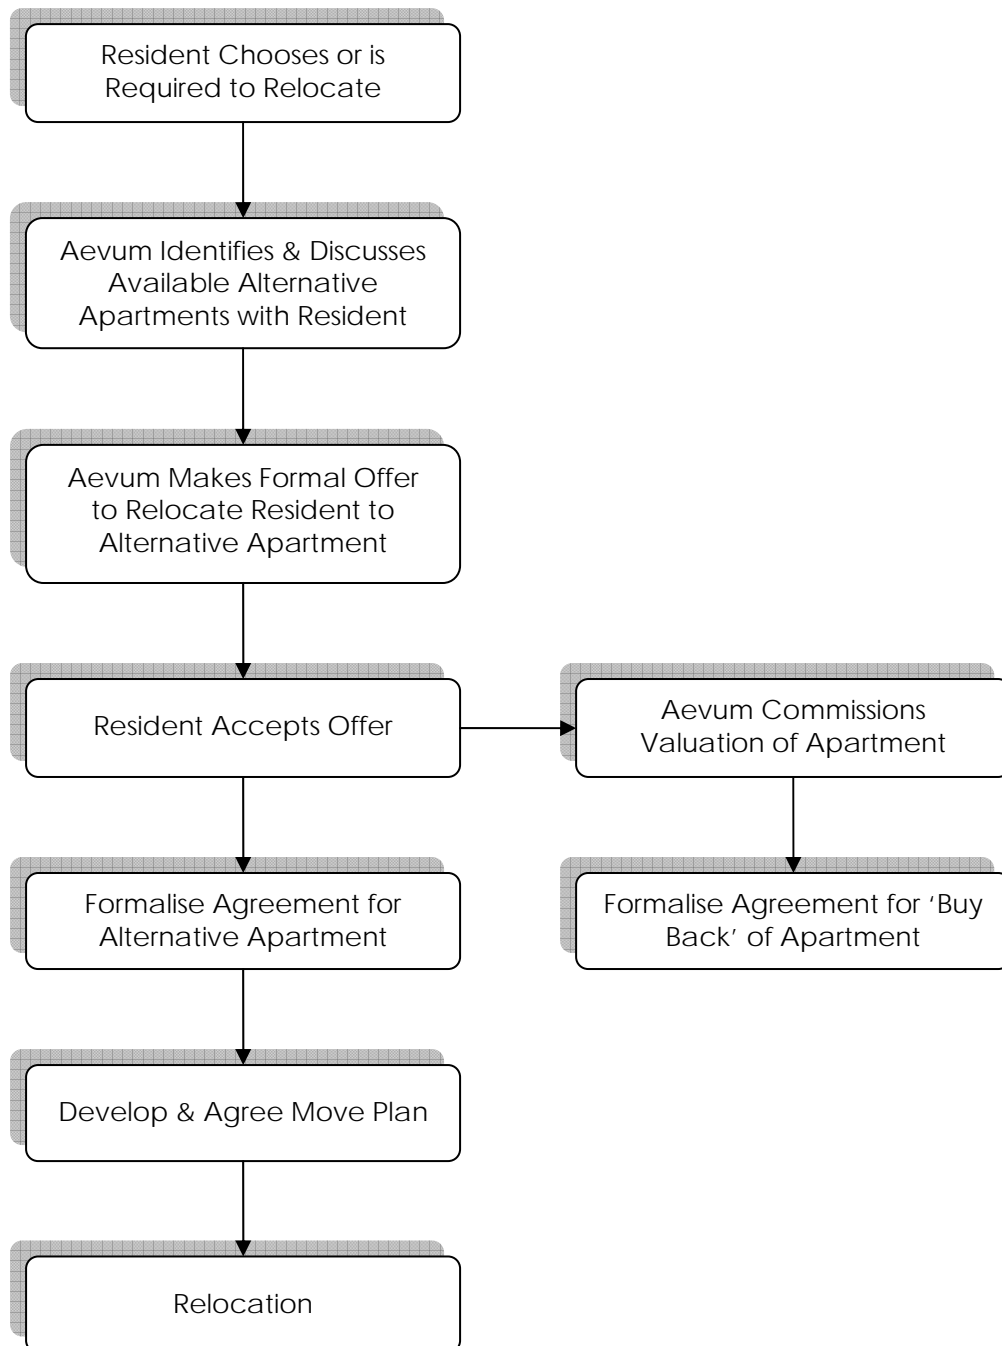 Resident Chooses or is
Required to Relocate
Aevum Identifies & Discusses
Available Alternative
Apartments with Resident
Aevum Makes Formal Offer
to Relocate Resident to
Alternative Apartment
Resident Accepts Offer
Aevum Commissions
Valuation of Apartment
Formalise Agreement for
Alternative Apartment
Formalise Agreement for ‘Buy
Back’ of Apartment
Develop & Agree Move Plan
Relocation